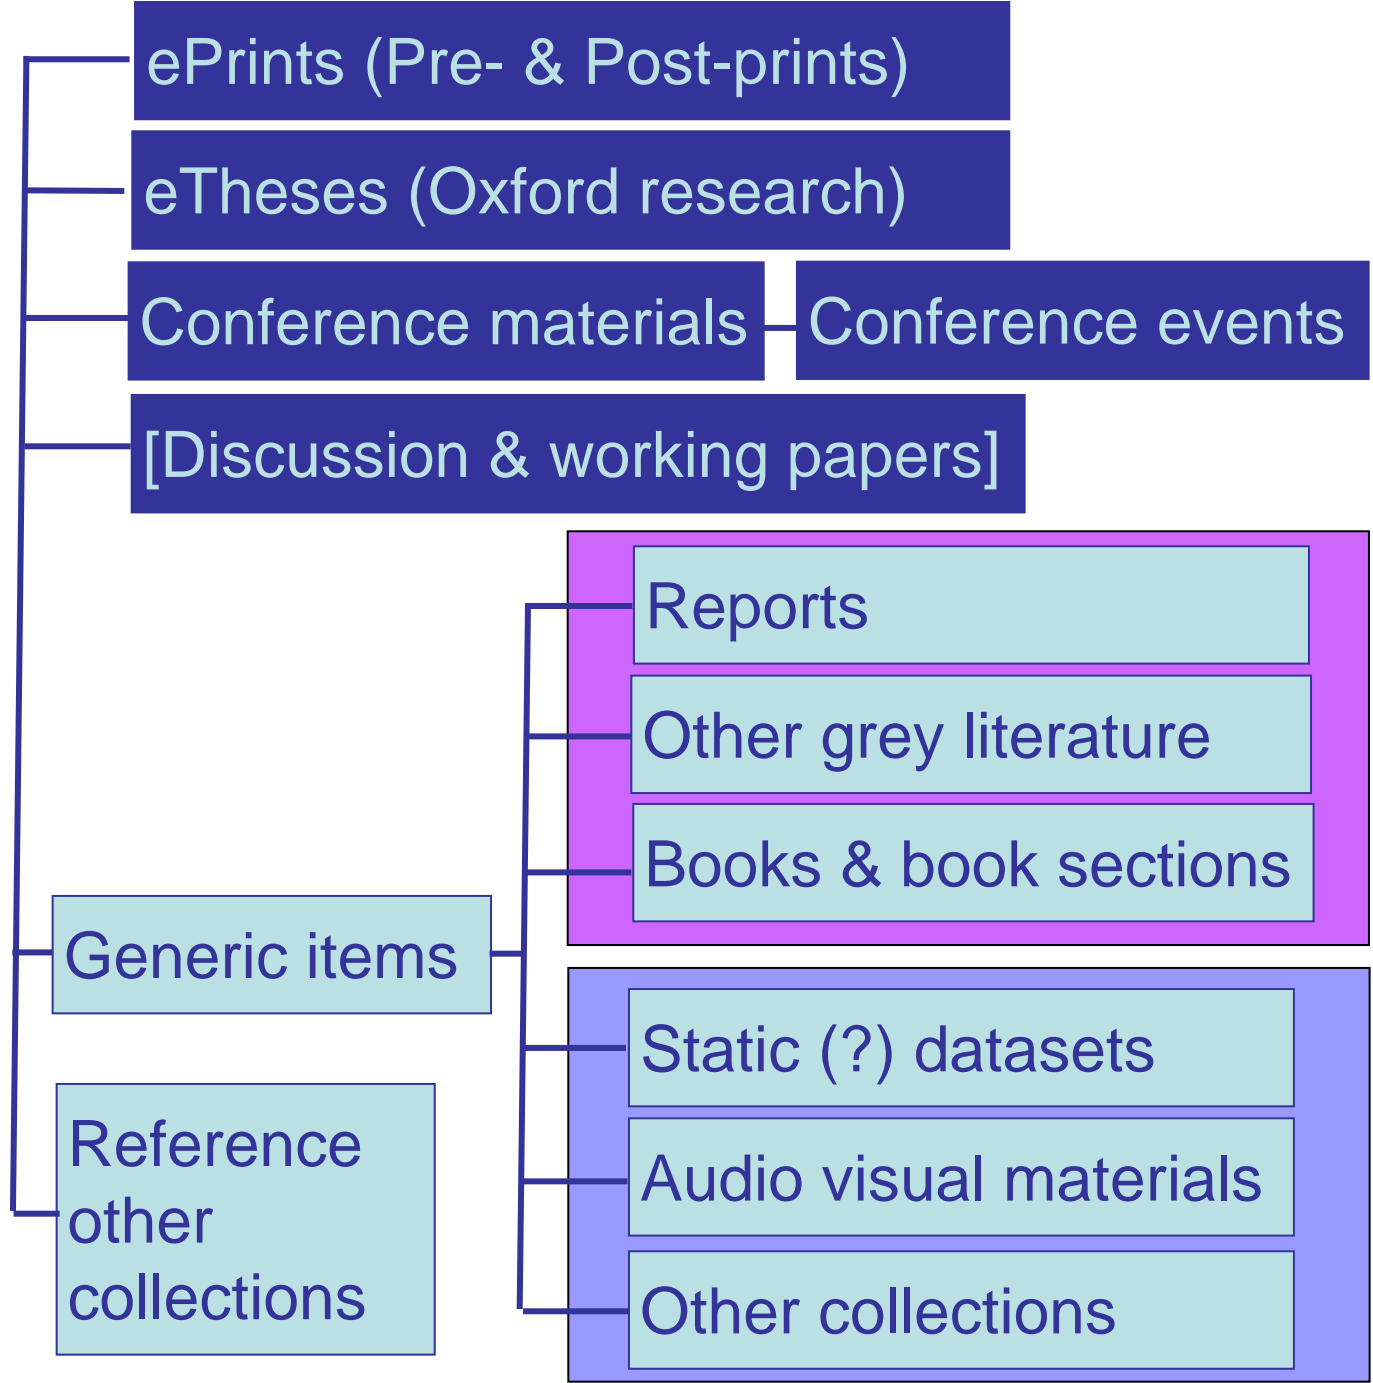 ePrints (Pre- & Post-prints)
eTheses (Oxford research)
Conference materials
Conference events
[Discussion & working papers]
Reports
Other grey literature
Books & book sections
Generic items
Static (?) datasets
Audio visual materials
Other collections
Reference
other
collections